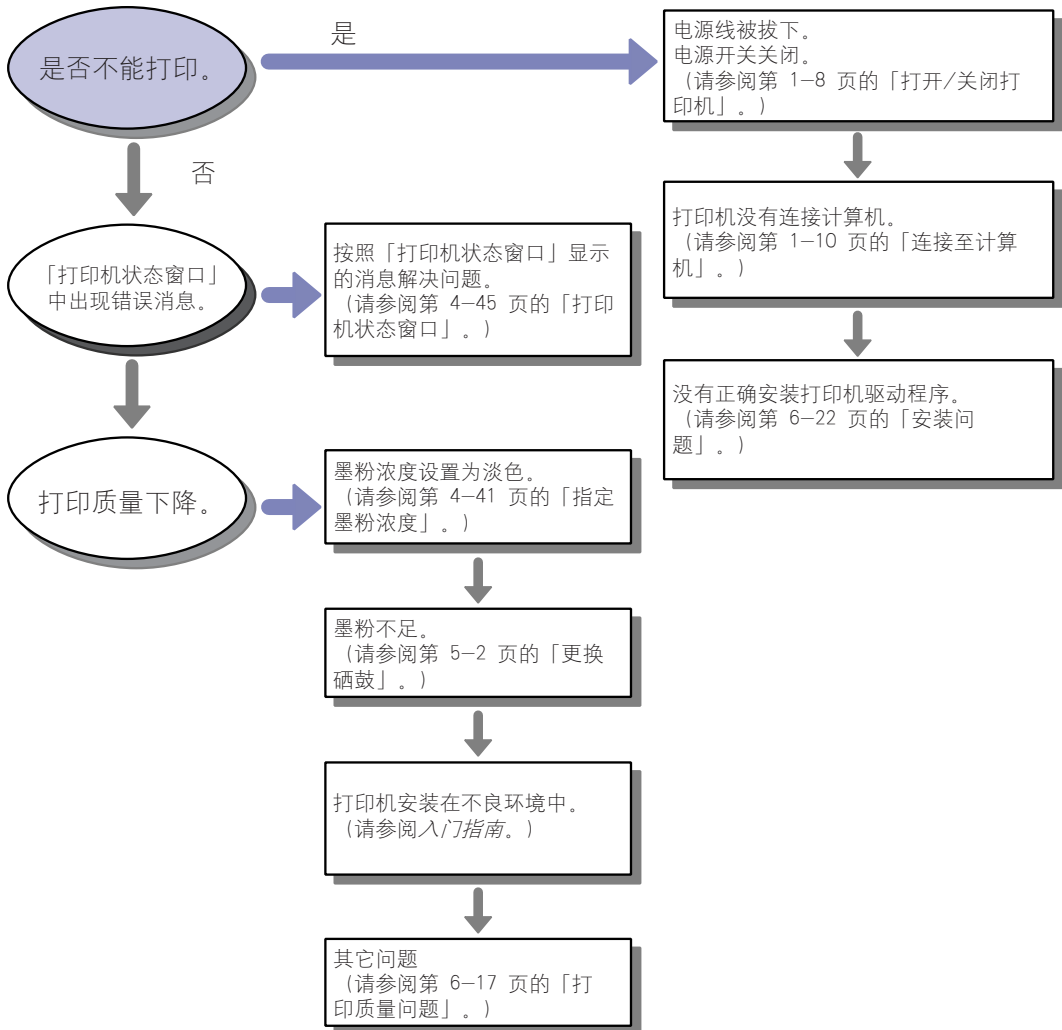 是否不能打印。
是
电源线被拔下。
电源开关关闭。
(请参阅第 1-8 页的「打开/关闭打
印机」。)
否
打印机没有连接计算机。
(请参阅第 1-10 页的「连接至计算
机」。)
「打印机状态窗口」
中出现错误消息。
按照「打印机状态窗口」显示
的消息解决问题。
(请参阅第 4-45 页的「打印
机状态窗口」。)
没有正确安装打印机驱动程序。
(请参阅第 6-22 页的「安装问
题」。)
打印质量下降。
墨粉浓度设置为淡色。
(请参阅第 4-41 页的「指定
墨粉浓度」。)
墨粉不足。
(请参阅第 5-2 页的「更换
硒鼓」。)
打印机安装在不良环境中。
(请参阅入门指南。)
其它问题
(请参阅第 6-17 页的「打
印质量问题」。)